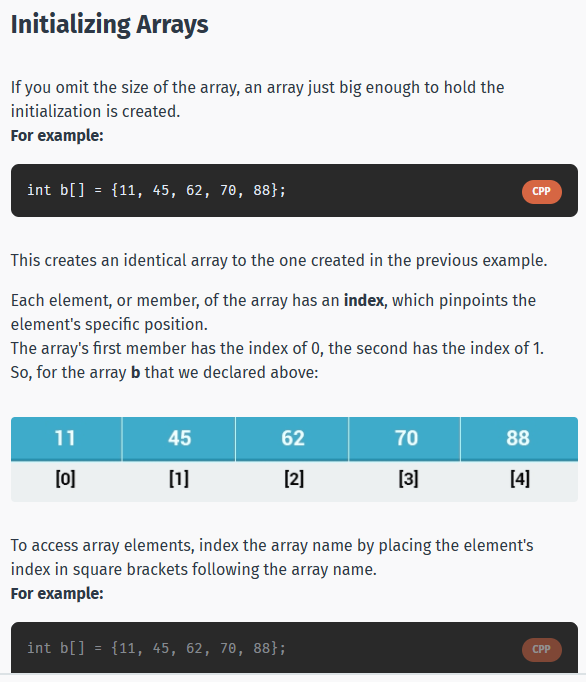 Initializing Arrays
If you omit the size of the array, an array just big enough to hold the
initialization is created.
For example:
int b[] = {11, 45, 62, 70, 88};
CPP
This creates an identical array to the one created in the previous example.
Each element, or member, of the array has an index, which pinpoints the
element's specific position.
The array's first member has the index of 0, the second has the index of 1.
So, for the array b that we declared above:
11 45 62 70 88
[0] [1] [2] [3] [4]
To access array elements, index the array name by placing the element's
index in square brackets following the array name.
For example:
int b[] = {11, 45, 62, 70, 88};
CPP